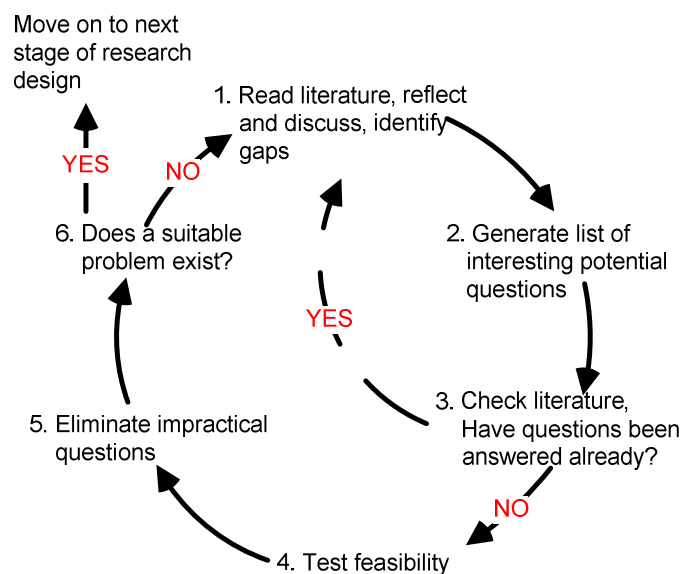 Move on to next
stage of research
design
1. Read literature, reflect
and discuss, identify
gaps
YES
NO
2. Generate list of
interesting potential
questions
6. Does a suitable
problem exist?
YES
3. Check literature,
Have questions been
answered already?
5. Eliminate impractical
questions
NO
4. Test feasibility